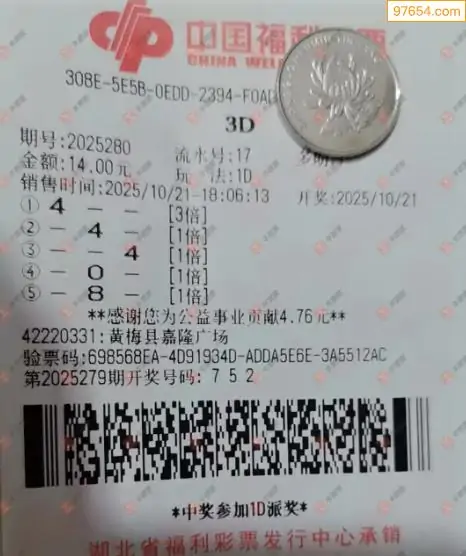 97654.com
中国福利彩票
CHINA WEL
308E-5E5B-0EDD-2394-F0AD
3D
期号:2025280 流水号:17
金额:14.00元 玩 法:1D
销售时间:2025/10/21-18:06:13 开奖:2025/10/21
① 4 - - [3倍]
② - 4 - [1倍]
③ - - 4 [1倍]
④ - 0 - [1倍]
⑤ - 8 - [1倍]
**感谢您为公益事业贡献4.76元**
42220331:黄梅县嘉隆广场
验票码:698568EA-4D91934D-ADDA5E6E-3A5512AC
第2025279期开奖号码: 7 5 2
*中奖参加1D派奖*
湖北省福利彩票发行中心承销